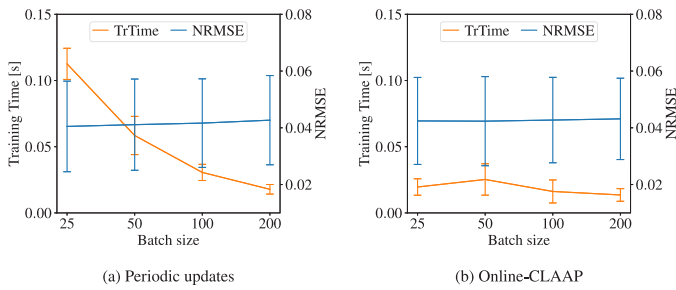 0.15
0.10
0.05
0.00
Training Time [s]
TrTime
NRMSE
0.08
0.06
0.04
0.02
NRMSE
25
50
100
200
Batch size
(a) Periodic updates
0.15
0.10
0.05
0.00
Training Time [s]
TrTime
NRMSE
0.08
0.06
0.04
0.02
NRMSE
25
50
100
200
Batch size
(b) Online-CLAAP